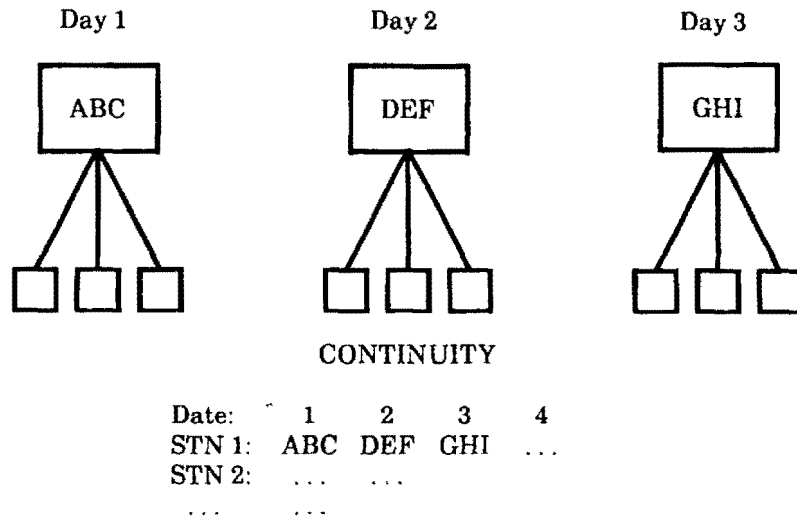 Day 1 Day 2 Day 3
ABC DEF GHI
CONTINUITY
Date: 1 2 3 4
STN 1: ABC DEF GHI ...
STN 2: ... ...
... ...